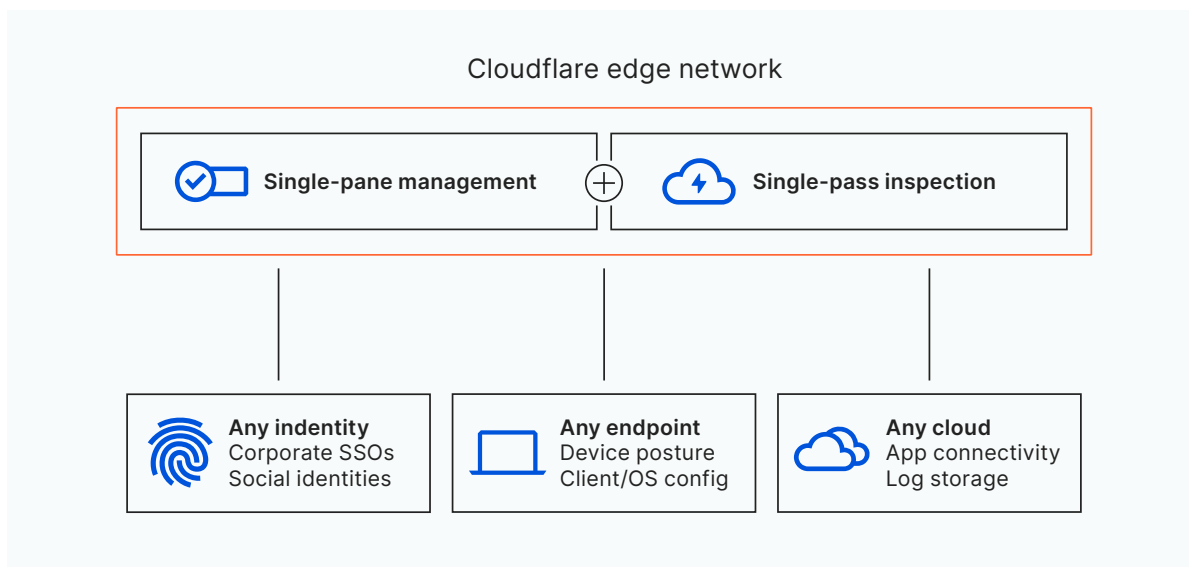 Cloudflare edge network
Single-pane management
Single-pass inspection
Any indentity
Corporate SSOs
Social identities
Any endpoint
Device posture
Client/OS config
Any cloud
App connectivity
Log storage